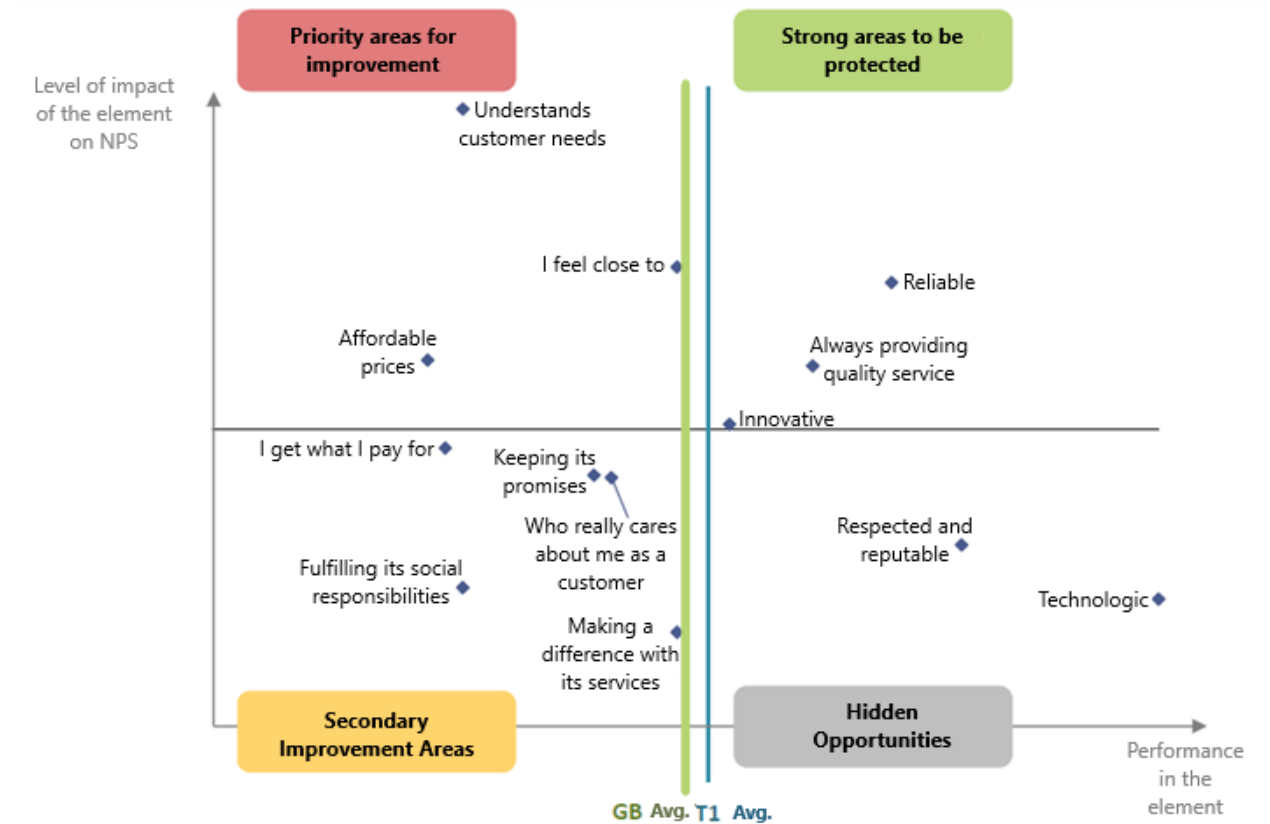 Priority areas for
improvement
Strong areas to be
protected
Level of impact
of the element
on NPS
Understands
customer needs
I feel close to
Reliable
Affordable
prices
Always providing
quality service
Innovative
I get what I pay for
Keeping its
promises
Who really cares
about me as a
customer
Respected and
reputable
Fulfilling its social
responsibilities
Technologic
Making a
difference with
its services
Secondary
Improvement Areas
Hidden
Opportunities
Performance
in the
element
GB Avg. T1 Avg.